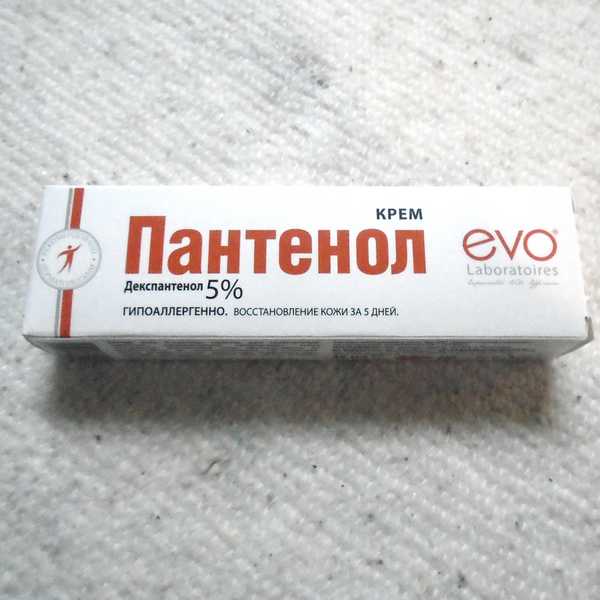 КРЕМ
Пантенол
Декспантенол 5%
ГИПОАЛЛЕРГЕННО. ВОССТАНОВЛЕНИЕ КОЖИ ЗА 5 ДНЕЙ.
evo®
Laboratoires